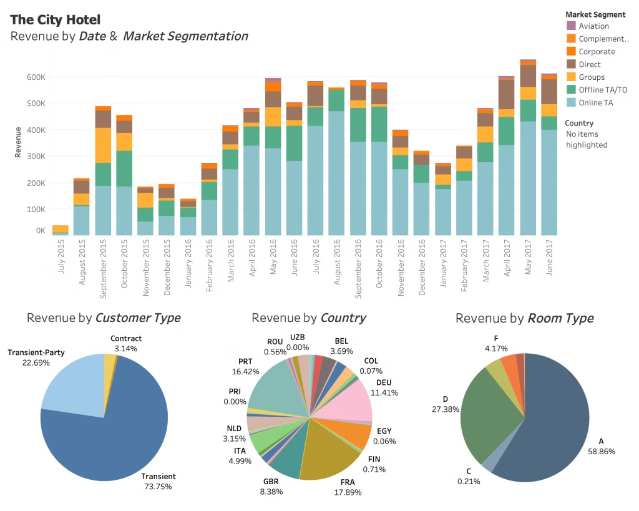 The City Hotel
Revenue by Date & Market Segmentation
Market Segment
Aviation
Complement..
Corporate
Direct
Groups
Offline TA/TO
Online TA
Country
No items
highlighted
Revenue
600K
500K
400K
300K
200K
100K
0K
July 2015
August 2015
September 2015
October 2015
November 2015
December 2015
January 2016
February 2016
March 2016
April 2016
May 2016
June 2016
July 2016
August 2016
September 2016
October 2016
November 2016
December 2016
January 2017
February 2017
March 2017
April 2017
May 2017
June 2017
Revenue by Customer Type
Contract
3.14%
Transient-Party
22.69%
Transient
73.75%
Revenue by Country
ROU
0.56%
UZB
0.00%
BEL
3.69%
PRT
16.42%
COL
0.07%
DEU
11.41%
PRI
0.00%
NLD
3.15%
EGY
0.06%
ITA
4.99%
FIN
0.71%
GBR
8.38%
FRA
17.89%
Revenue by Room Type
F
4.17%
D
27.38%
A
58.86%
C
0.21%